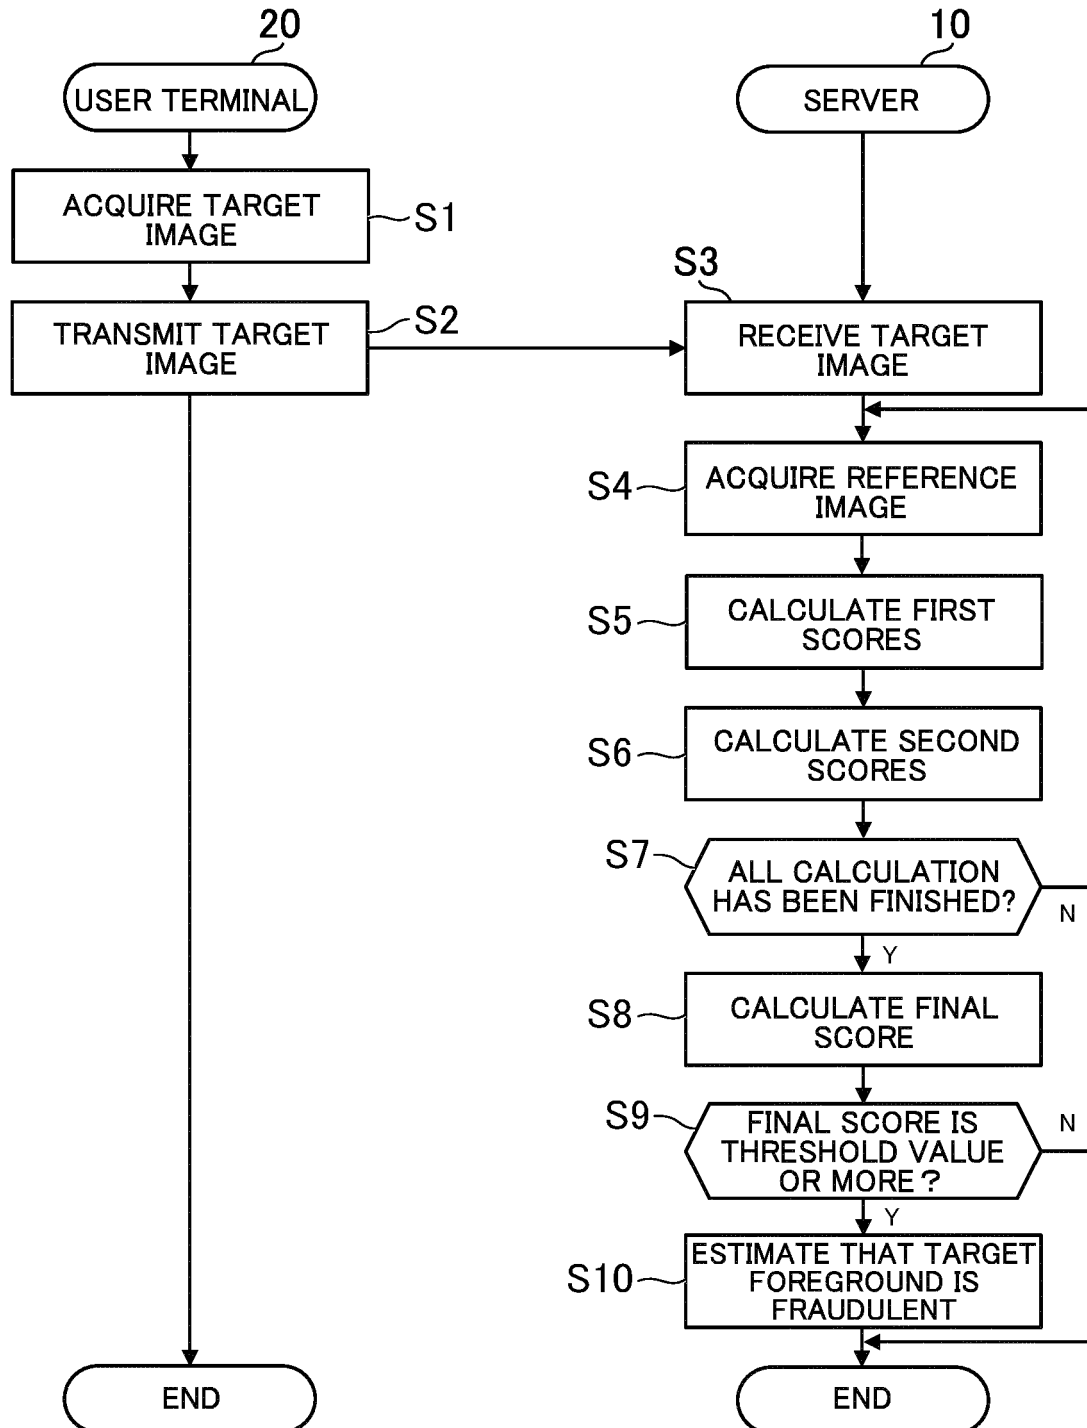 20
USER TERMINAL
ACQUIRE TARGET
IMAGE
S1
TRANSMIT TARGET
IMAGE
S2
END
10
SERVER
S3
RECEIVE TARGET
IMAGE
S4
ACQUIRE REFERENCE
IMAGE
S5
CALCULATE FIRST
SCORES
S6
CALCULATE SECOND
SCORES
S7
ALL CALCULATION
HAS BEEN FINISHED?
N
Y
S8
CALCULATE FINAL
SCORE
S9
FINAL SCORE IS
THRESHOLD VALUE
OR MORE ?
N
Y
S10
ESTIMATE THAT TARGET
FOREGROUND IS
FRAUDULENT
END